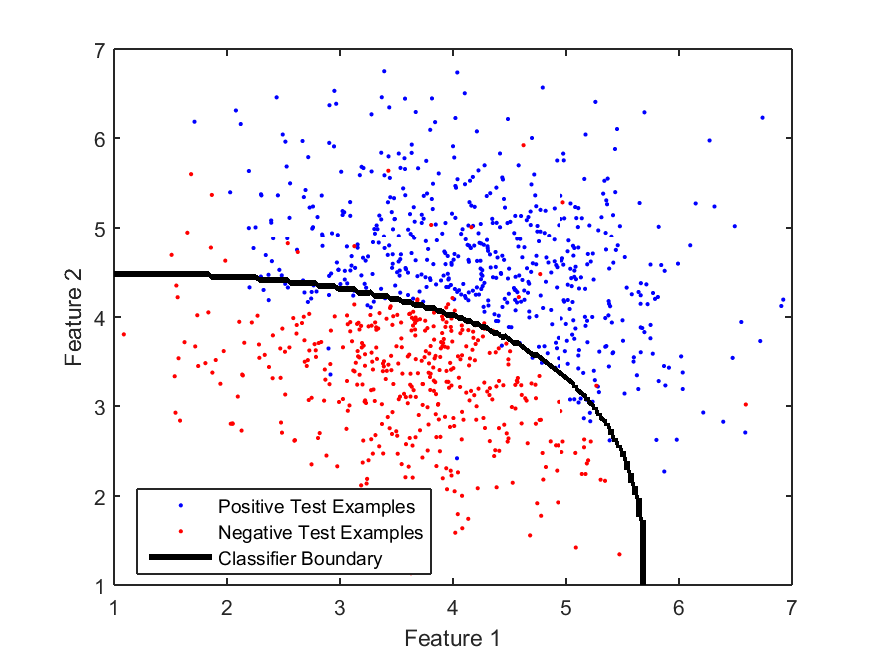 7
6
5
4
3
2
1
Feature 2
Positive Test Examples
Negative Test Examples
Classifier Boundary
1 2 3 4 5 6 7
Feature 1